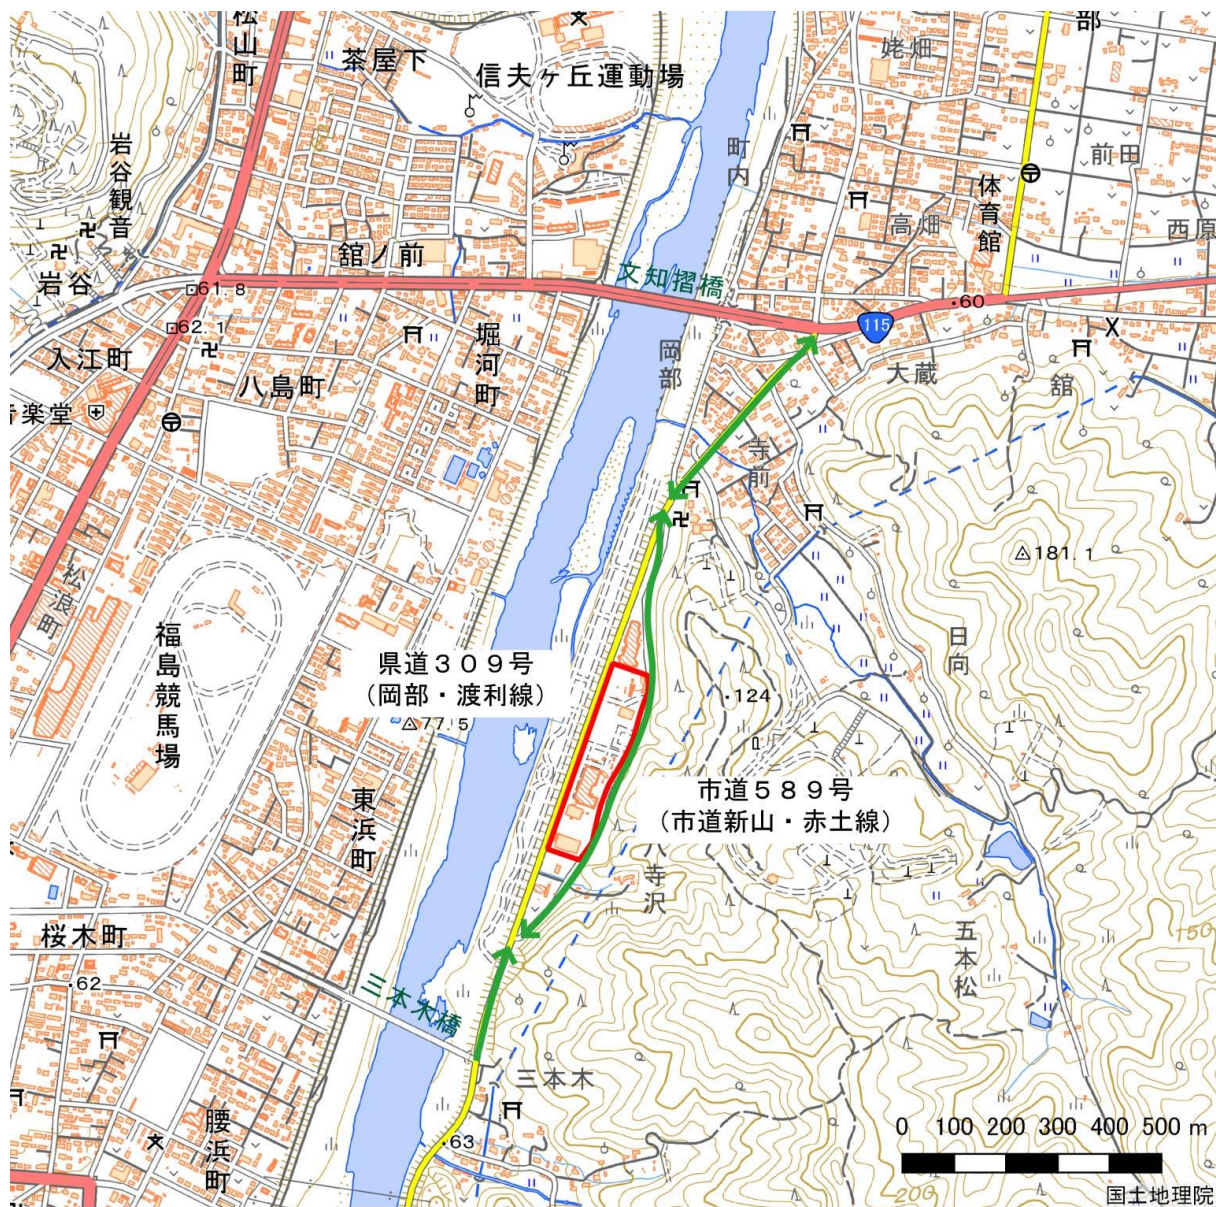 松山町
茶屋下
信夫ヶ丘運動場
部
姥畑
町内
前田
岩谷観音
体育館
高畑
西原
舘ノ前
文知摺橋
岩谷
61.8
60
62.1
115
堀河町
岡部
入江町
八島町
大蔵
舘
音楽堂
寺前
181.1
松浪町
福島競馬場
日向
県道309号
(岡部・渡利線)
124
77.5
市道589号
(市道新山・赤土線)
東浜町
八寺沢
桜木町
五本松
150
62
三本木橋
三本木
腰浜町
63
0 100 200 300 400 500 m
200
国土地理院